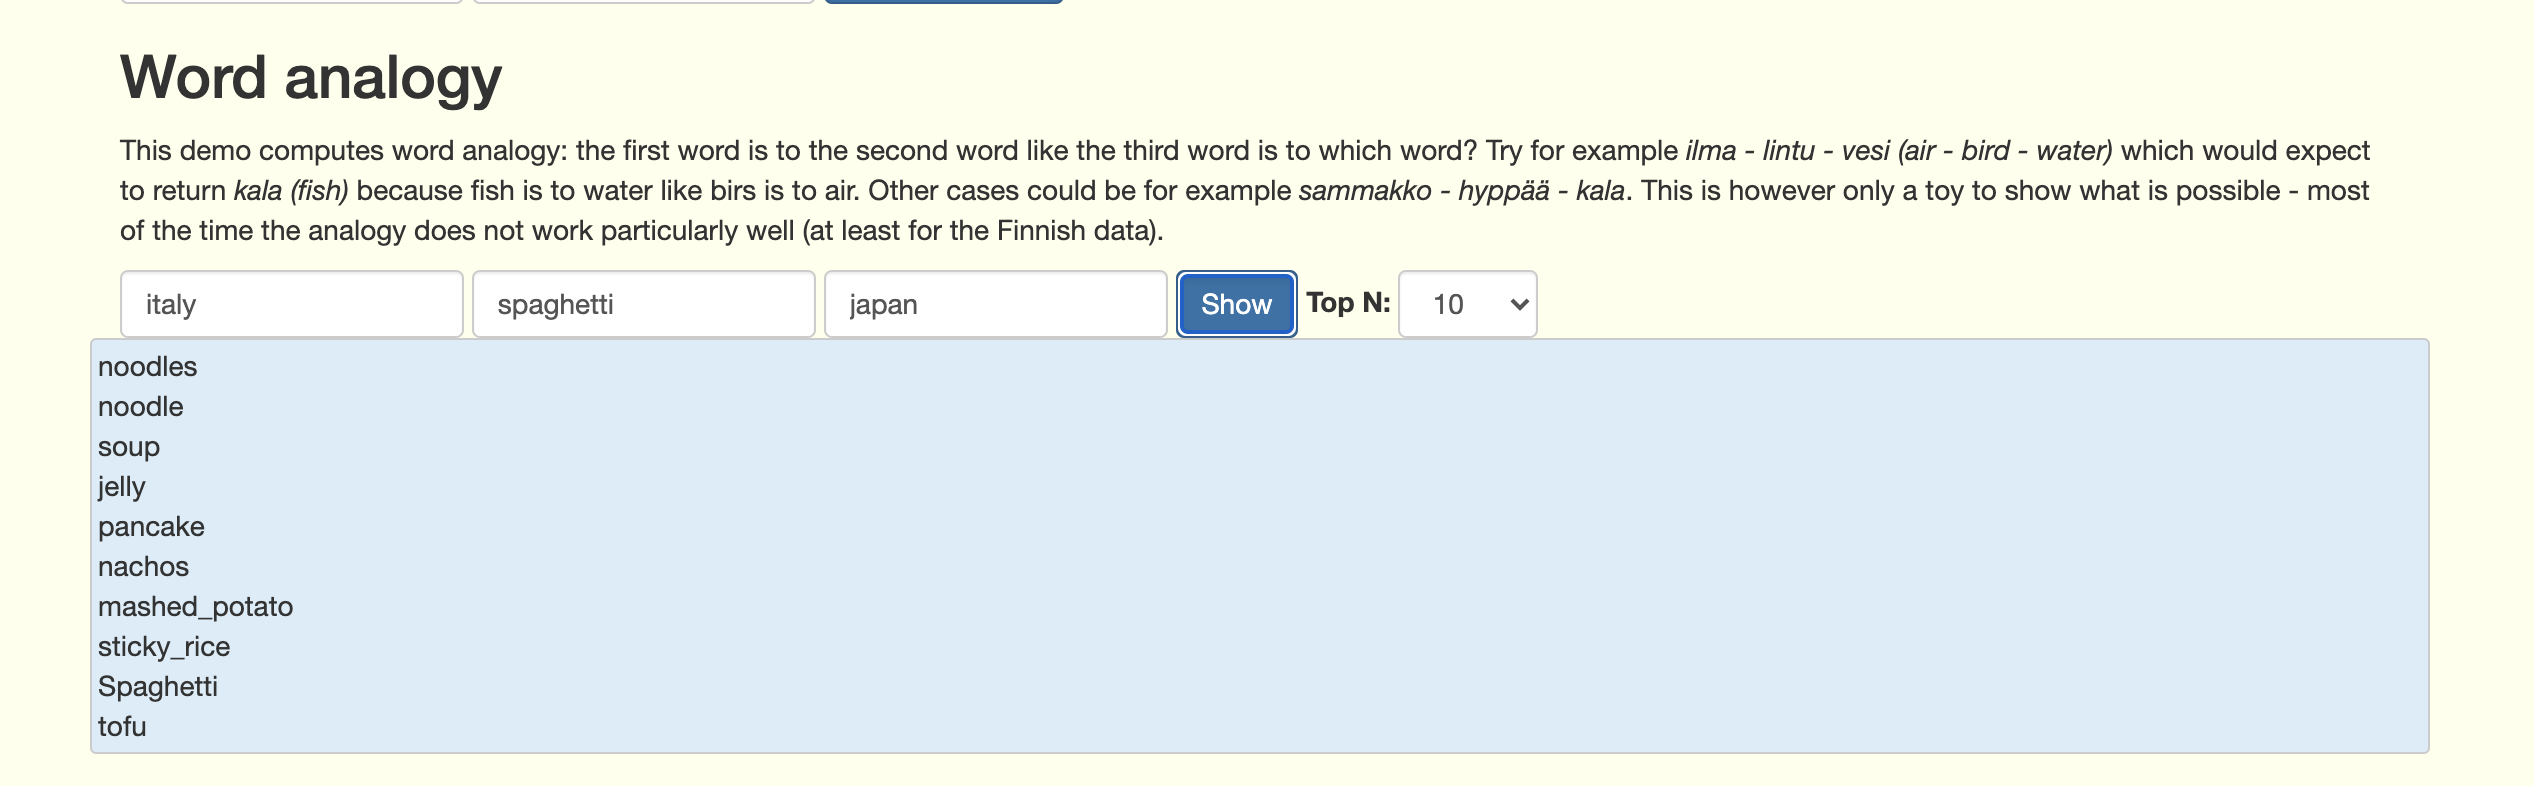 Word analogy
This demo computes word analogy: the first word is to the second word like the third word is to which word? Try for example ilma - lintu - vesi (air - bird - water) which would expect
to return kala (fish) because fish is to water like birs is to air. Other cases could be for example sammakko - hyppää - kala. This is however only a toy to show what is possible - most
of the time the analogy does not work particularly well (at least for the Finnish data).
italy spaghetti japan Show Top N: 10
noodles
noodle
soup
jelly
pancake
nachos
mashed_potato
sticky_rice
Spaghetti
tofu